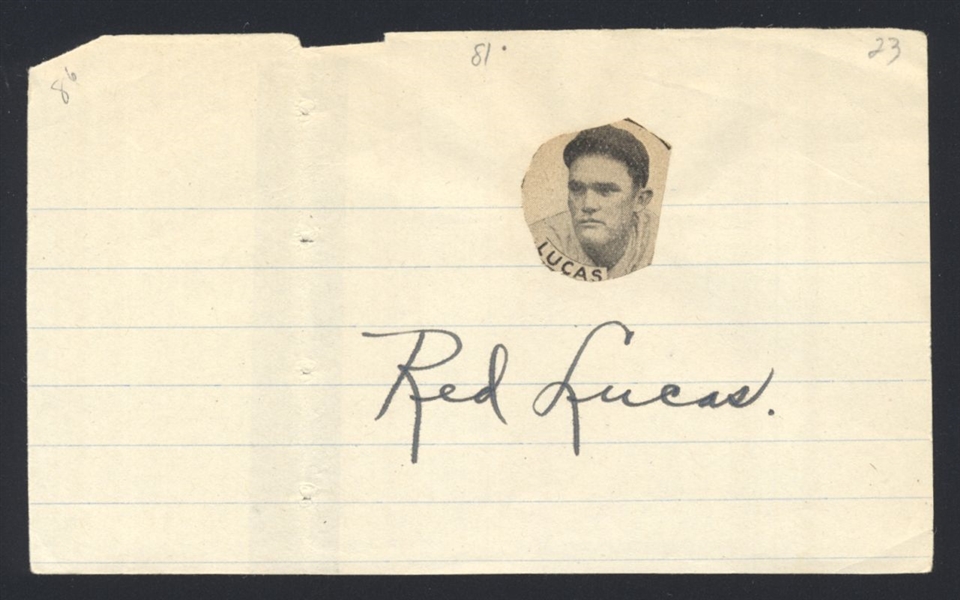 86
81.
23
LUCAS
Red Lucas.